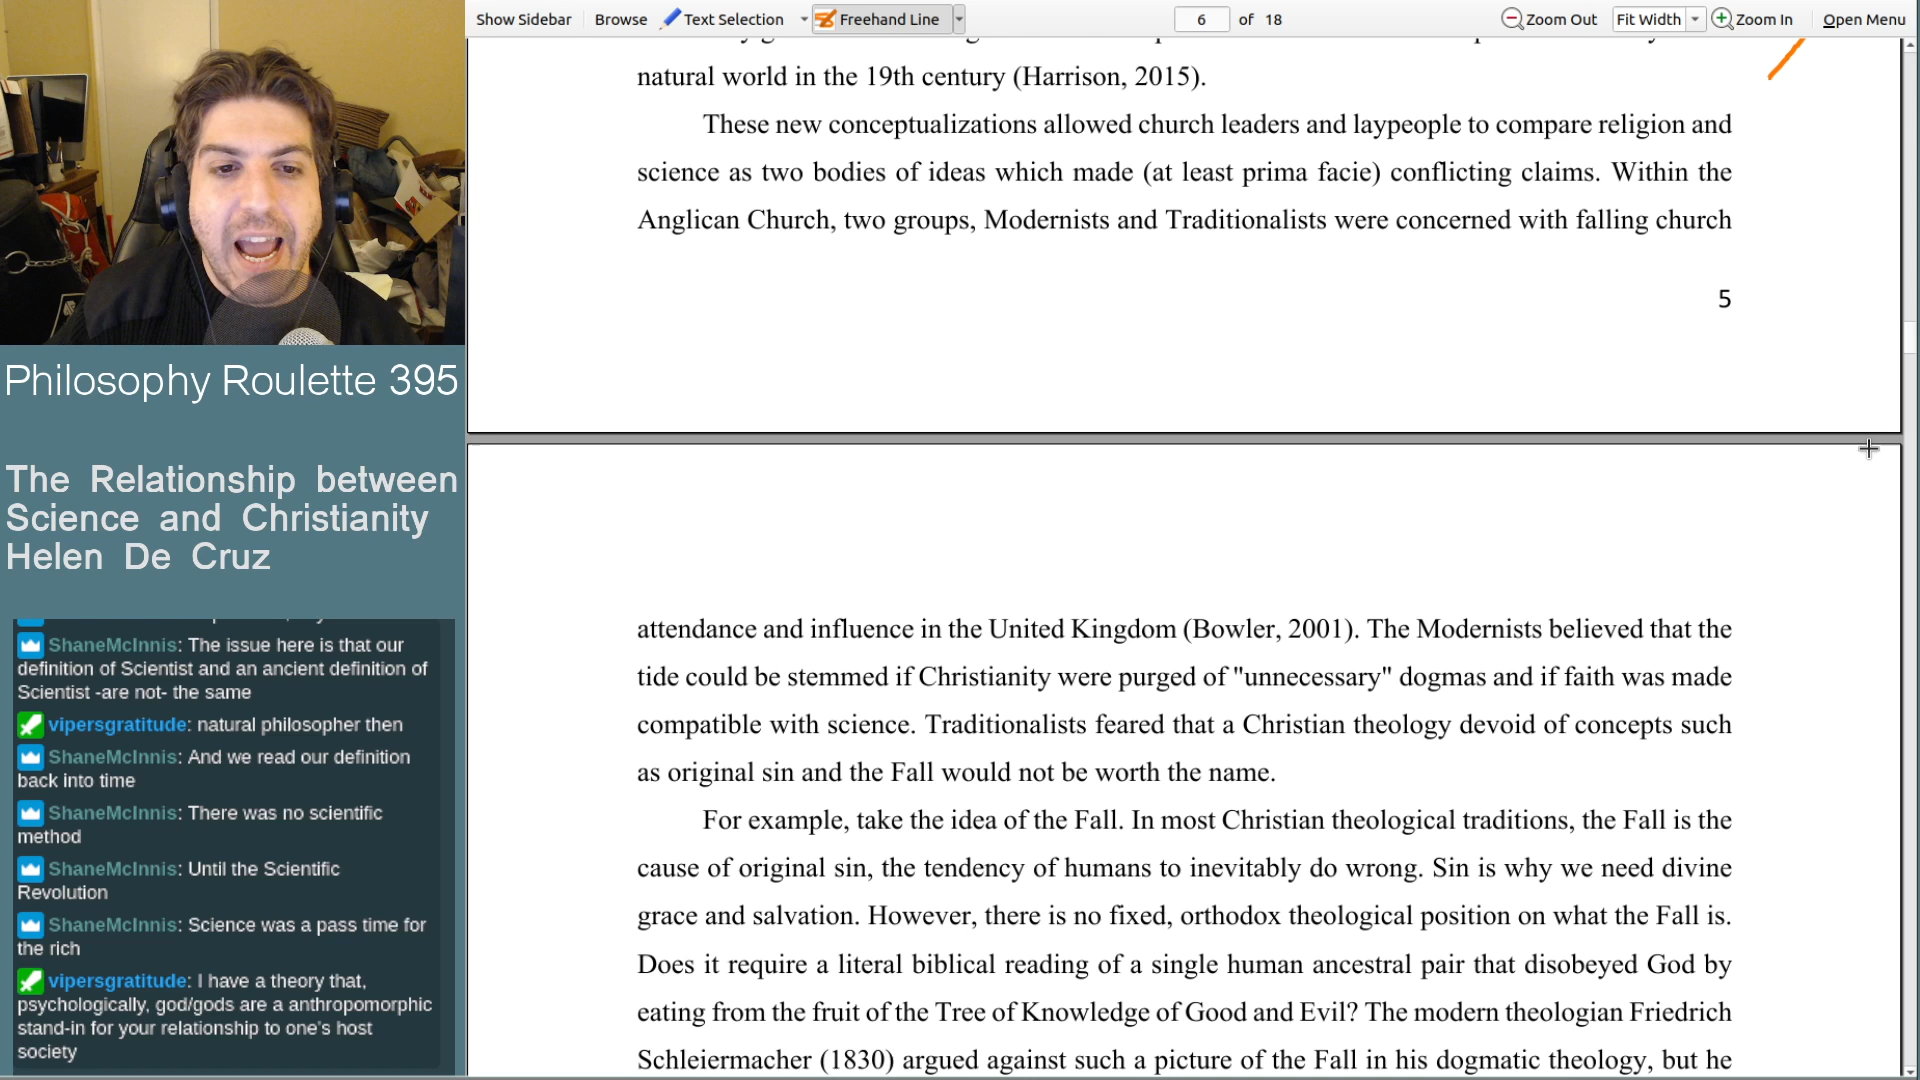 Show Sidebar Browse Text Selection Freehand Line 6 of 18 Zoom Out Fit Width Zoom In Open Menu
natural world in the 19th century (Harrison, 2015).
These new conceptualizations allowed church leaders and laypeople to compare religion and
science as two bodies of ideas which made (at least prima facie) conflicting claims. Within the
Anglican Church, two groups, Modernists and Traditionalists were concerned with falling church
5
attendance and influence in the United Kingdom (Bowler, 2001). The Modernists believed that the
tide could be stemmed if Christianity were purged of "unnecessary" dogmas and if faith was made
compatible with science. Traditionalists feared that a Christian theology devoid of concepts such
as original sin and the Fall would not be worth the name.
For example, take the idea of the Fall. In most Christian theological traditions, the Fall is the
cause of original sin, the tendency of humans to inevitably do wrong. Sin is why we need divine
grace and salvation. However, there is no fixed, orthodox theological position on what the Fall is.
Does it require a literal biblical reading of a single human ancestral pair that disobeyed God by
eating from the fruit of the Tree of Knowledge of Good and Evil? The modern theologian Friedrich
Schleiermacher (1830) argued against such a picture of the Fall in his dogmatic theology, but he
Philosophy Roulette 395
The Relationship between
Science and Christianity
Helen De Cruz
ShaneMcInnis: The issue here is that our
definition of Scientist and an ancient definition of
Scientist -are not- the same
vipersgratitude: natural philosopher then
ShaneMcInnis: And we read our definition
back into time
ShaneMcInnis: There was no scientific
method
ShaneMcInnis: Until the Scientific
Revolution
ShaneMcInnis: Science was a pass time for
the rich
vipersgratitude: I have a theory that,
psychologically, god/gods are a anthropomorphic
stand-in for your relationship to one's host
society